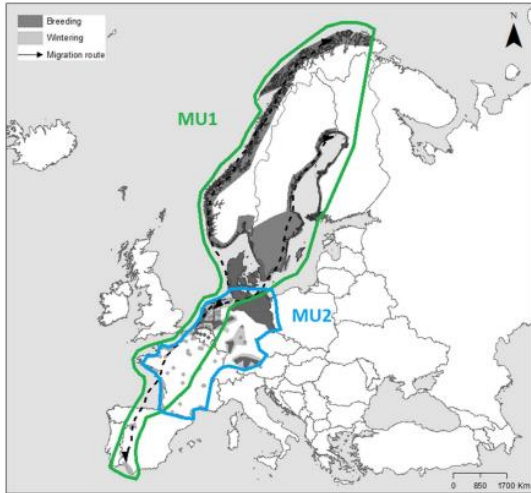 Breeding
Wintering
Migration route
N
MU1
MU2
0 850 1700 Km